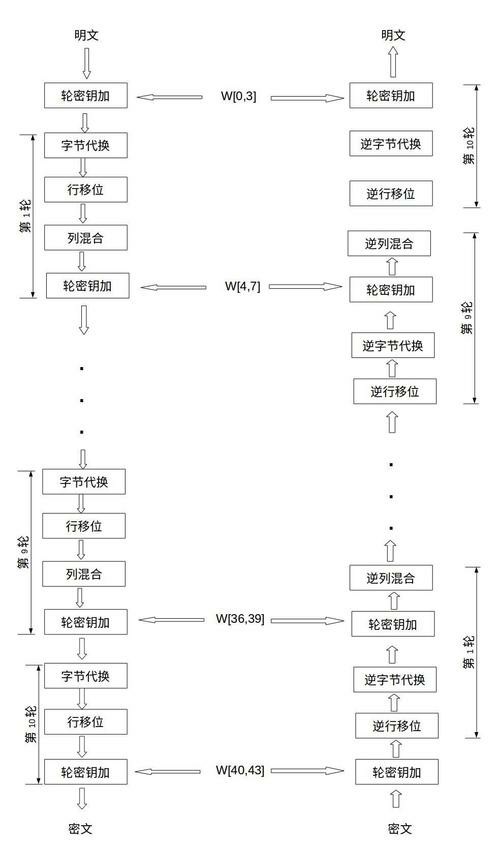 明文
轮密钥加
字节代换
行移位
列混合
轮密钥加
第1轮
字节代换
行移位
列混合
轮密钥加
第9轮
字节代换
行移位
轮密钥加
第10轮
密文
W[0,3]
W[4,7]
W[36,39]
W[40,43]
明文
轮密钥加
逆字节代换
逆行移位
第10轮
逆列混合
轮密钥加
逆字节代换
逆行移位
第9轮
逆列混合
轮密钥加
逆字节代换
逆行移位
第1轮
轮密钥加
密文